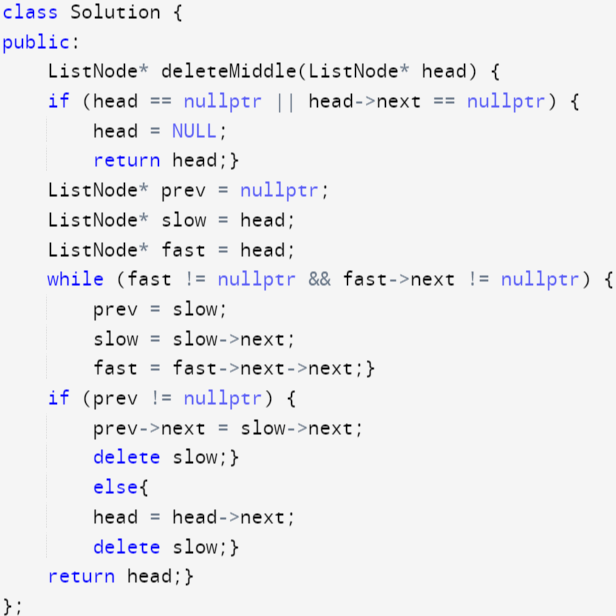 class Solution {
public:
    ListNode* deleteMiddle(ListNode* head) {
    if (head == nullptr || head->next == nullptr) {
        head = NULL;
        return head;}
    ListNode* prev = nullptr;
    ListNode* slow = head;
    ListNode* fast = head;
    while (fast != nullptr && fast->next != nullptr) {
        prev = slow;
        slow = slow->next;
        fast = fast->next->next;}
    if (prev != nullptr) {
        prev->next = slow->next;
        delete slow;}
        else{
        head = head->next;
        delete slow;}
    return head;}
};